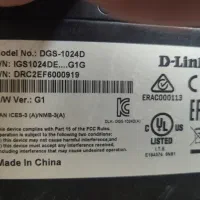 Model No.: DGS-1024D
D-Link
P/N: IGS1024DE....G1G
S/N: DRC2EF6000919
ERAC000113
H/W Ver.: G1
CAN ICES-3 (A)/NMB-3(A)
This device complies with part 15 of the FCC Rules.
Operation is subject to the following two conditions:
(1) this device may not cause harmful interference, and
(2) this device must accept any interference received,
including interference that may cause undesired
operation.
UL
LISTED
I.T.E.
Made in China